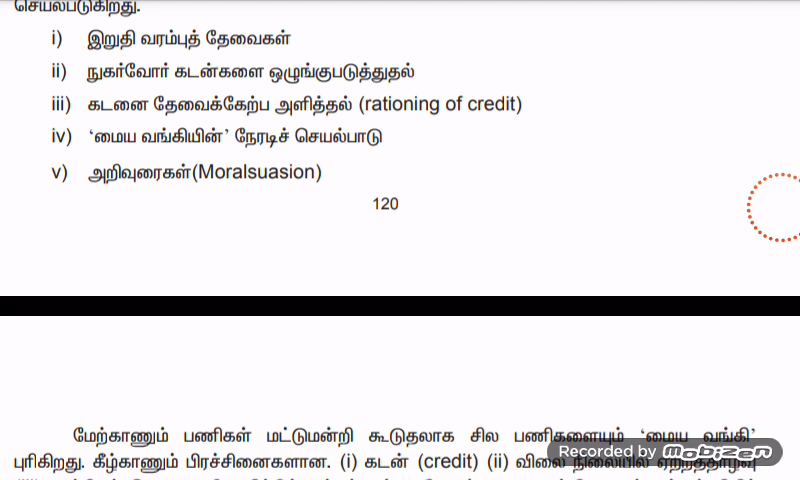 செயல்படுகிறது.
i) இறுதி வரம்புத் தேவைகள்
ii) நுகர்வோர் கடன்களை ஒழுங்குபடுத்துதல்
iii) கடனை தேவைக்கேற்ப அளித்தல் (rationing of credit)
iv) ‘மைய வங்கியின்’ நேரடிச் செயல்பாடு
v) அறிவுரைகள்(Moralsuasion)
120
மேற்காணும் பணிகள் மட்டுமன்றி கூடுதலாக சில பணிகளையும் ‘மைய வங்கி’
புரிகிறது. கீழ்காணும் பிரச்சினைகளான. (i) கடன் (credit) (ii) விலை நிலையில் ஏற்றத்தாழ்வு
Recorded by mobizen